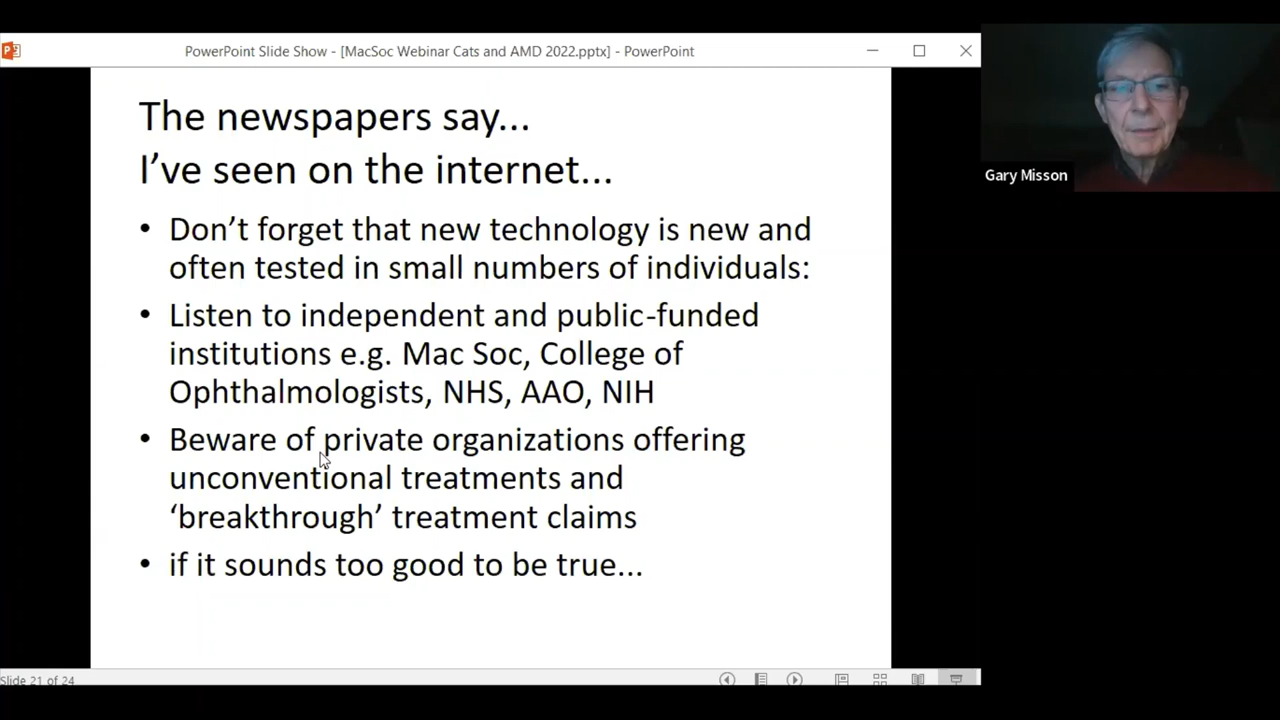 PowerPoint Slide Show - [MacSoc Webinar Cats and AMD 2022.pptx] - PowerPoint
The newspapers say...
I've seen on the internet...
• Don't forget that new technology is new and
often tested in small numbers of individuals:
• Listen to independent and public-funded
institutions e.g. Mac Soc, College of
Ophthalmologists, NHS, AAO, NIH
• Beware of private organizations offering
unconventional treatments and
‘breakthrough’ treatment claims
• if it sounds too good to be true...
Slide 21 of 24
Gary Misson